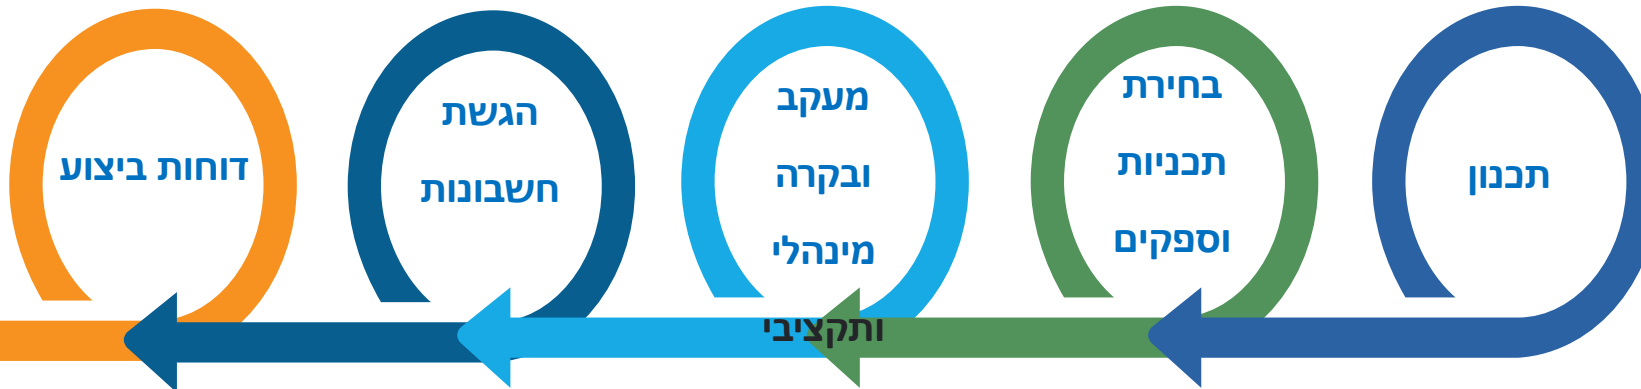 תכנון
בחירת
תכניות
וספקים
מעקב
ובקרה
מינהלי
ותקציבי
הגשת
חשבונות
דוחות ביצוע